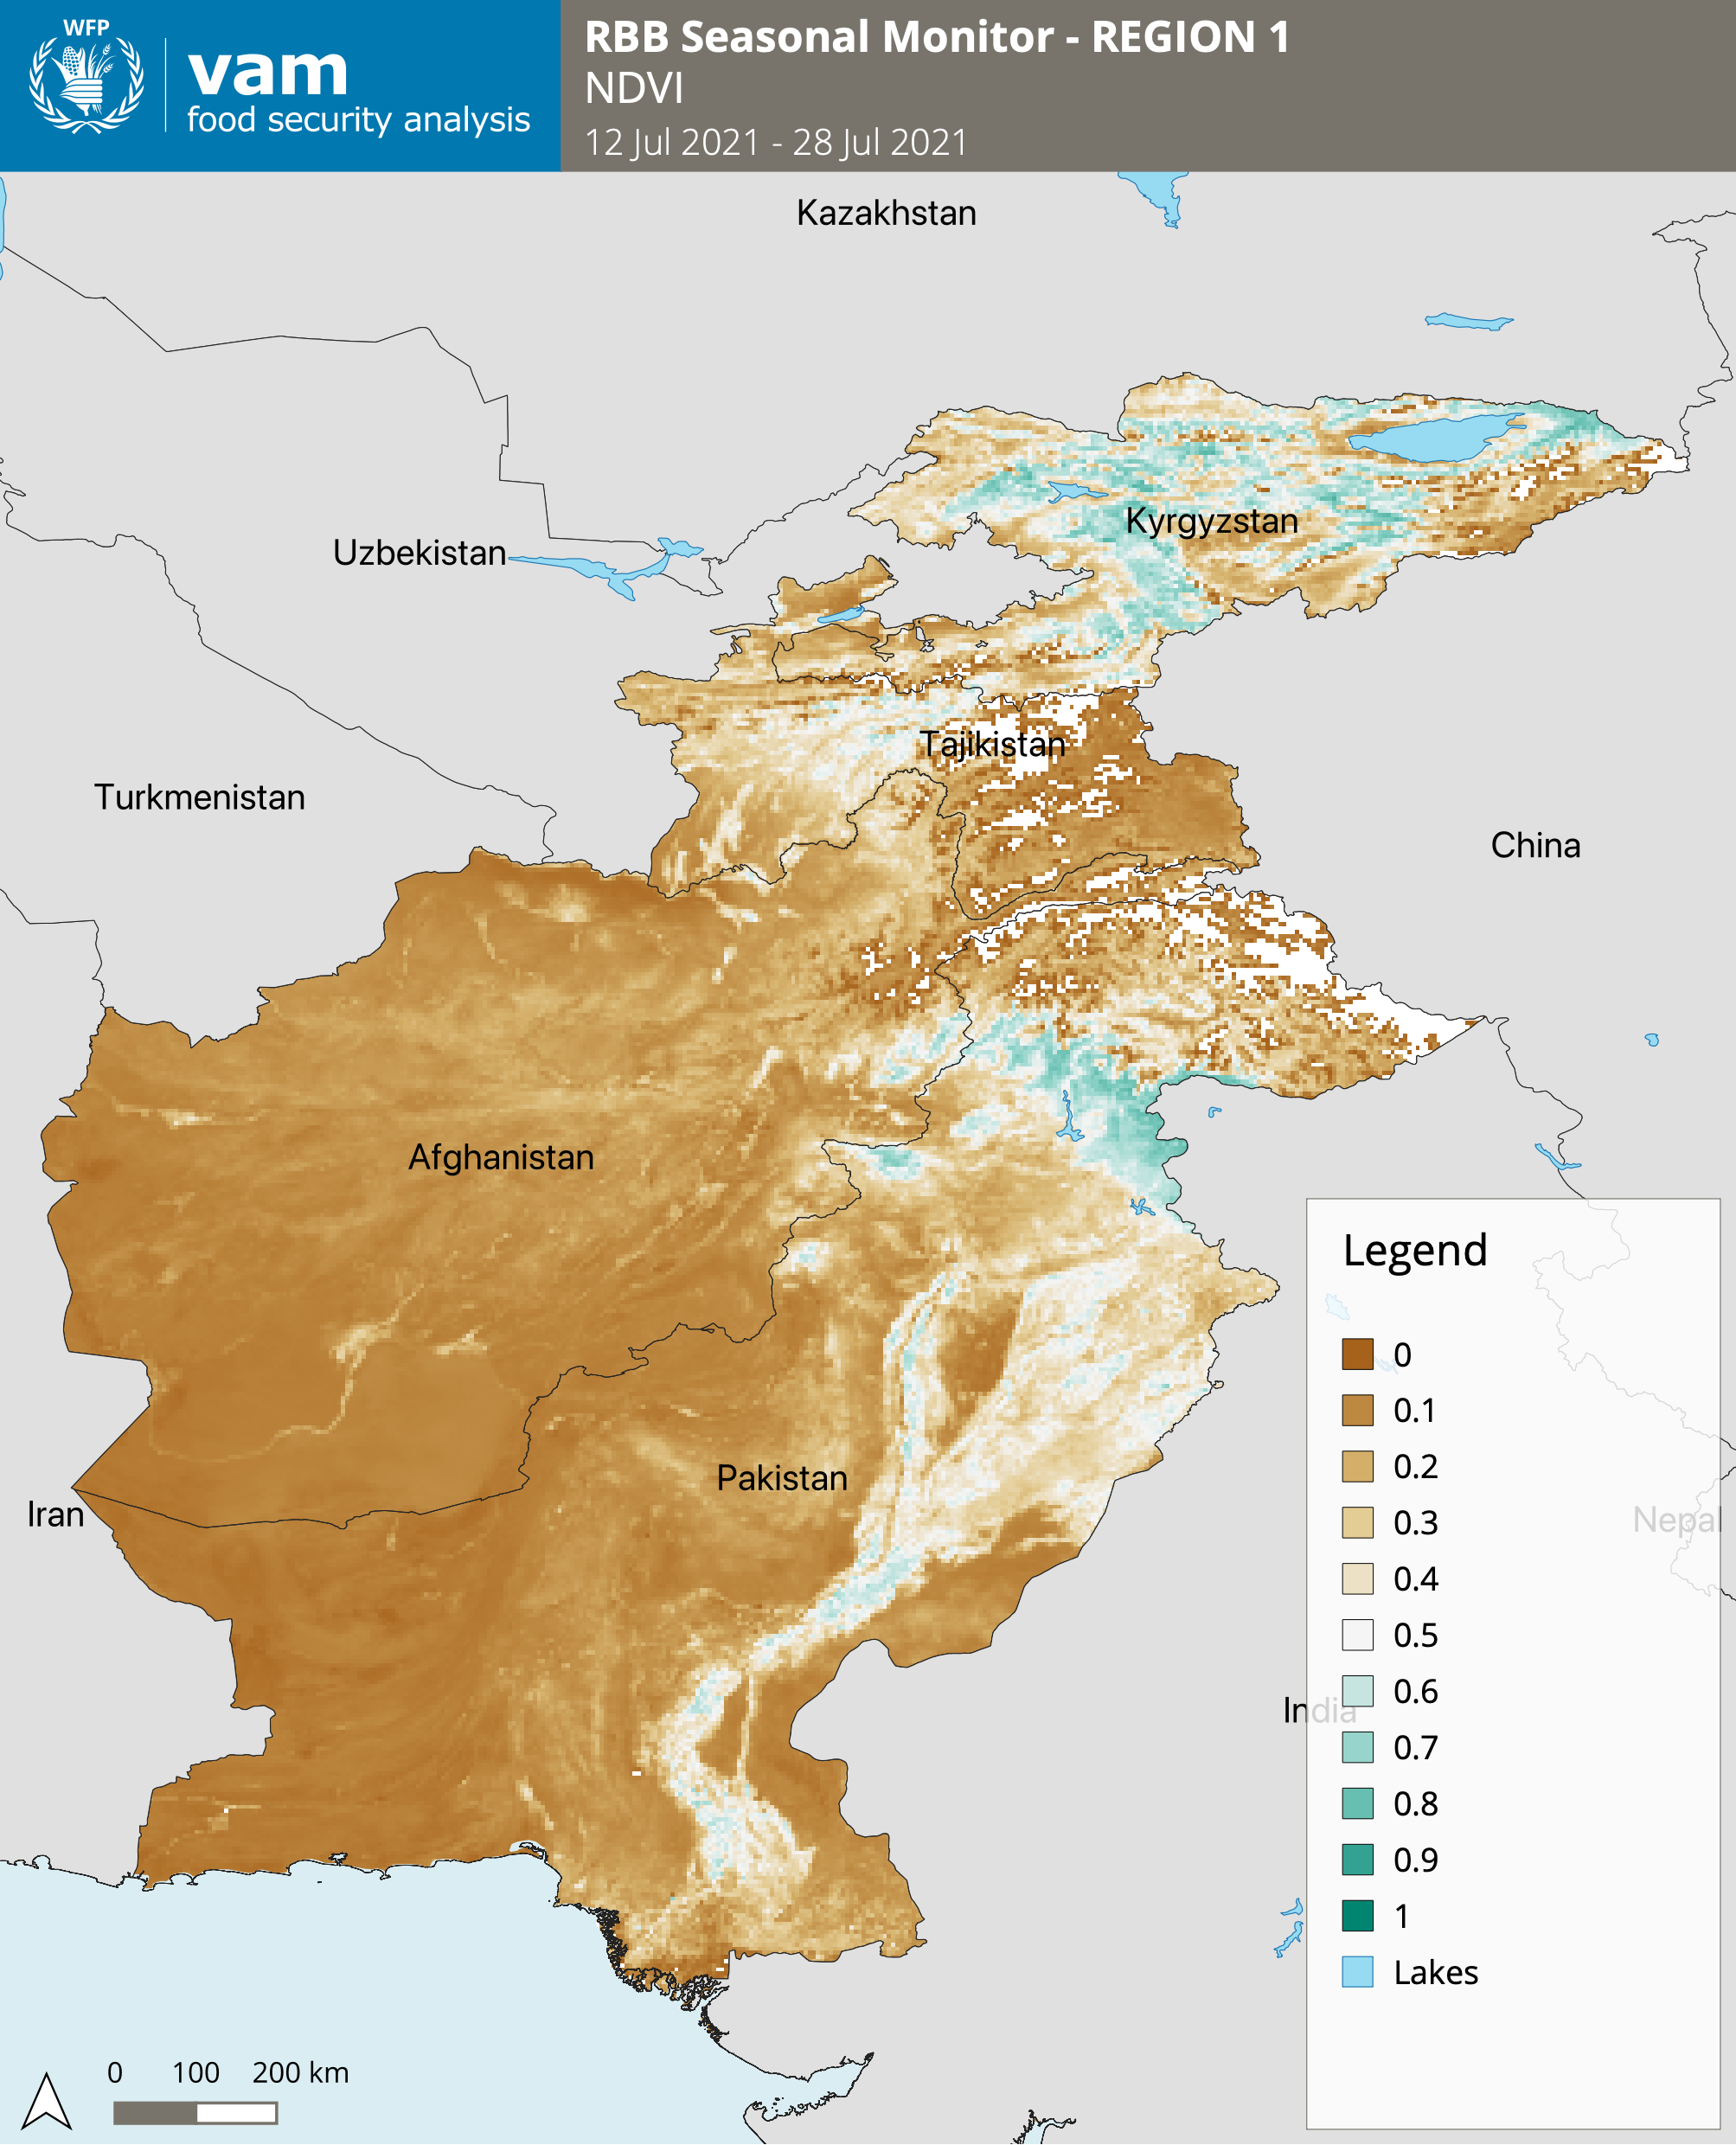 WFP
vam
food security analysis
RBB Seasonal Monitor - REGION 1
NDVI
12 Jul 2021 - 28 Jul 2021
Kazakhstan
Kyrgyzstan
Uzbekistan
Tajikistan
Turkmenistan
China
Afghanistan
Pakistan
Iran
Nepal
India
Legend
0
0.1
0.2
0.3
0.4
0.5
0.6
0.7
0.8
0.9
1
Lakes
0 100 200 km